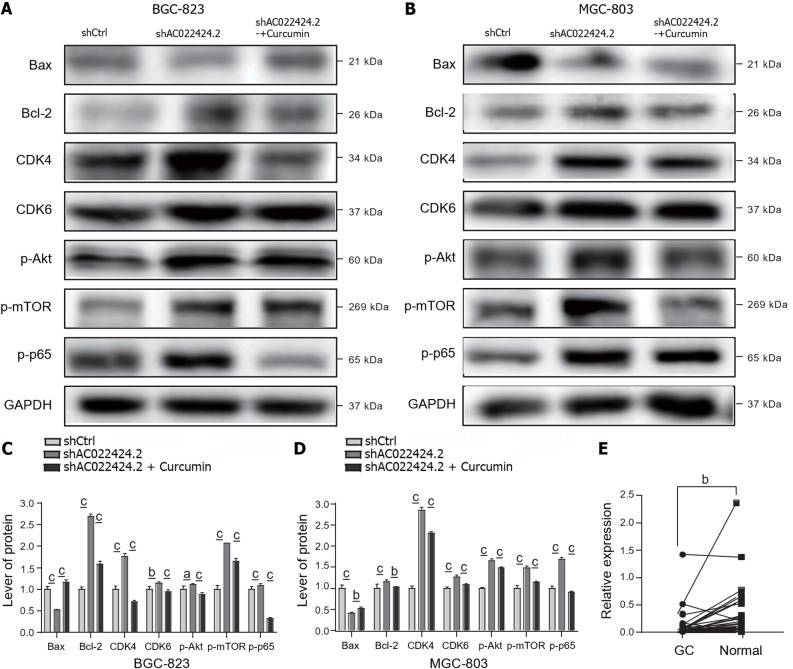 A
BGC-823
shCtrl
shAC022424.2
shAC022424.2
-+Curcumin
Bax
21 kDa
Bcl-2
26 kDa
CDK4
34 kDa
CDK6
37 kDa
p-Akt
60 kDa
p-mTOR
269 kDa
p-p65
65 kDa
GAPDH
37 kDa
B
MGC-803
shCtrl
shAC022424.2
shAC022424.2
-+Curcumin
Bax
21 kDa
Bcl-2
26 kDa
CDK4
34 kDa
CDK6
37 kDa
p-Akt
60 kDa
p-mTOR
269 kDa
p-p65
65 kDa
GAPDH
37 kDa
C
shCtrl
shAC022424.2
shAC022424.2 + Curcumin
Lever of protein
3.0
2.5
2.0
1.5
1.0
0.5
0.0
c c
c c
c c
b c
a c
c c
c c
Bax Bcl-2 CDK4 CDK6 p-Akt p-mTOR p-p65
BGC-823
D
shCtrl
shAC022424.2
shAC022424.2 + Curcumin
Lever of protein
3.0
2.5
2.0
1.5
1.0
0.5
0.0
c b
c b
c c
c c
c c
c c
c c
Bax Bcl-2 CDK4 CDK6 p-Akt p-mTOR p-p65
MGC-803
E
b
Relative expression
2.5
2.0
1.5
1.0
0.5
0.0
GC Normal